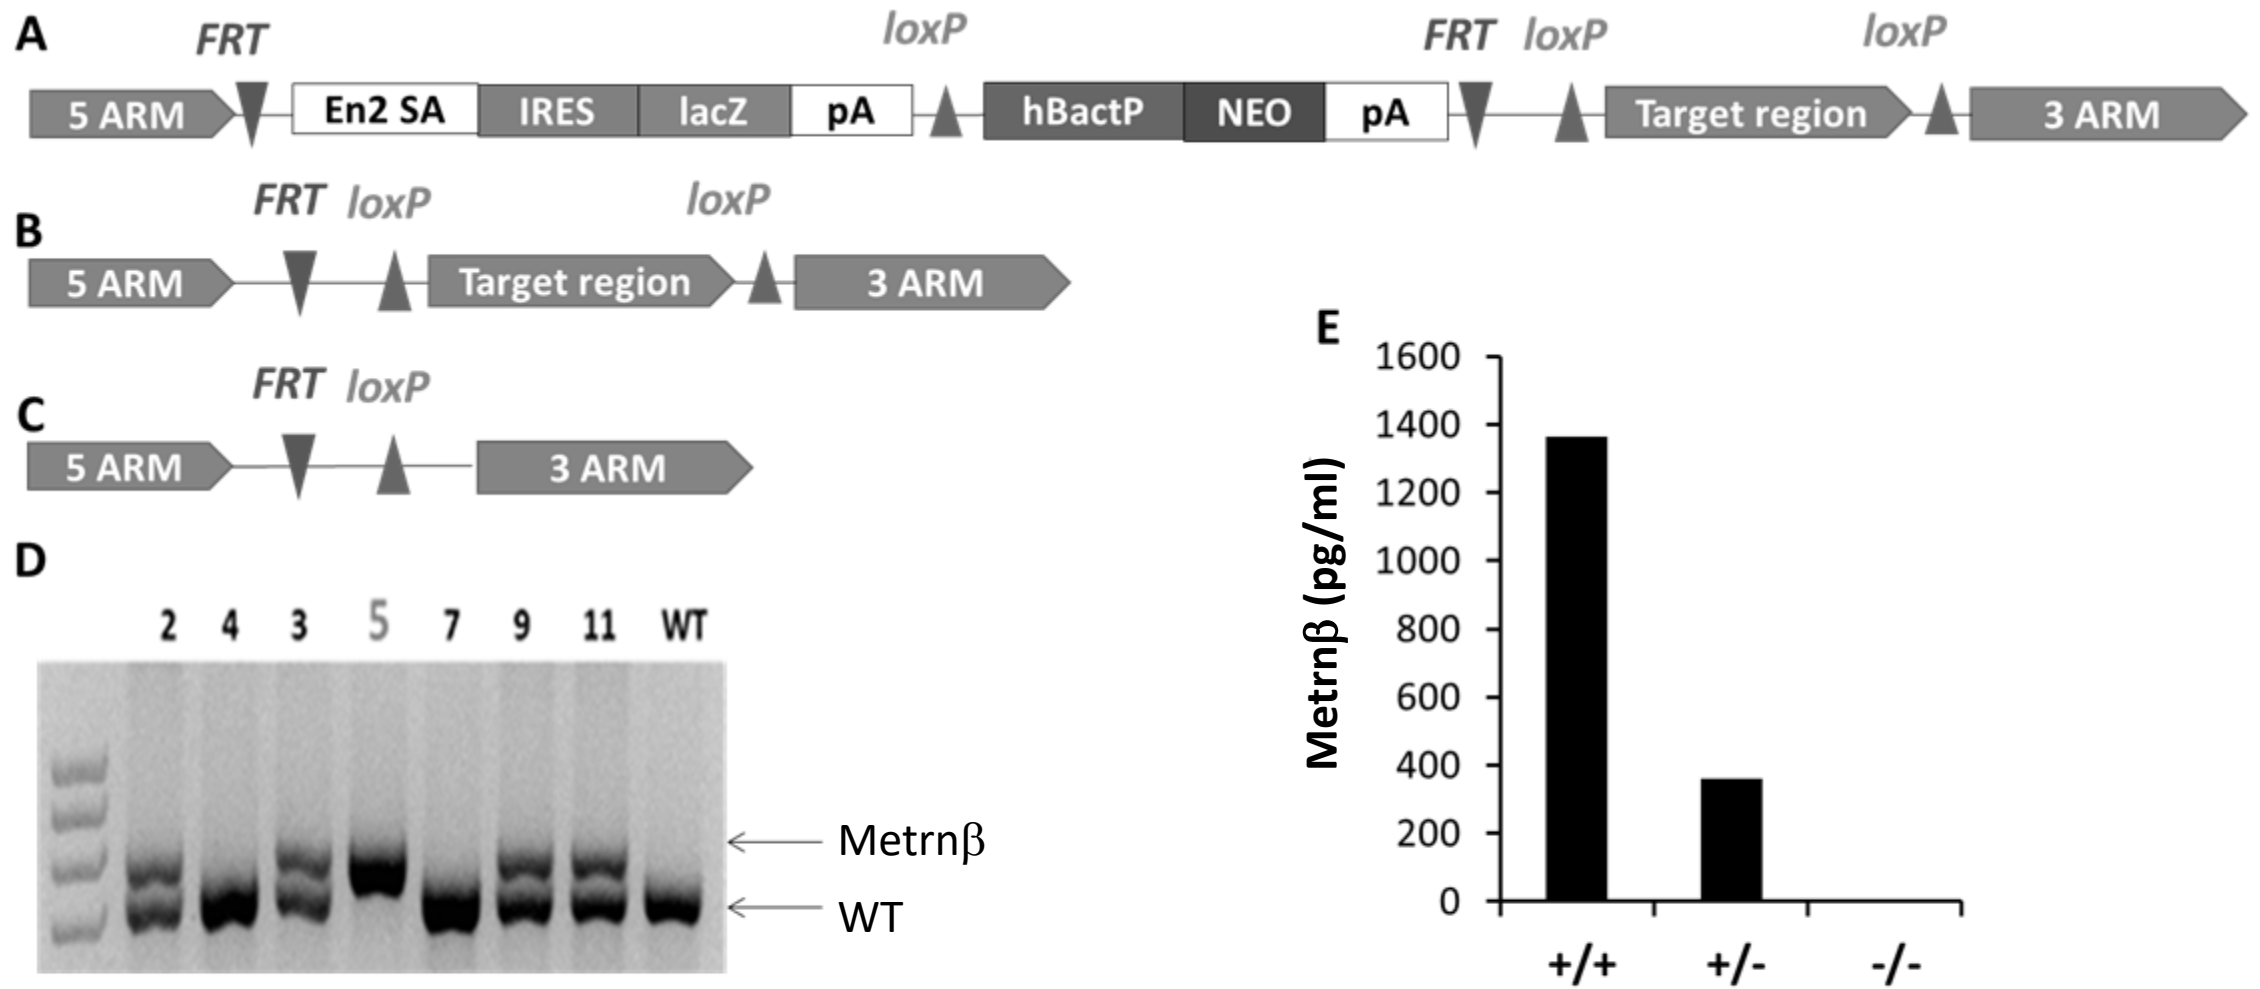 A
FRT
loxP
FRT
loxP
loxP
5 ARM
En2 SA
IRES
lacZ
pA
hBactP
NEO
pA
Target region
3 ARM
B
FRT
loxP
loxP
5 ARM
Target region
3 ARM
C
FRT
loxP
5 ARM
3 ARM
D
2 4 3 5 7 9 11 WT
Metrnβ
WT
E
Metrnβ (pg/ml)
1600
1400
1200
1000
800
600
400
200
0
+/+ +/- -/-